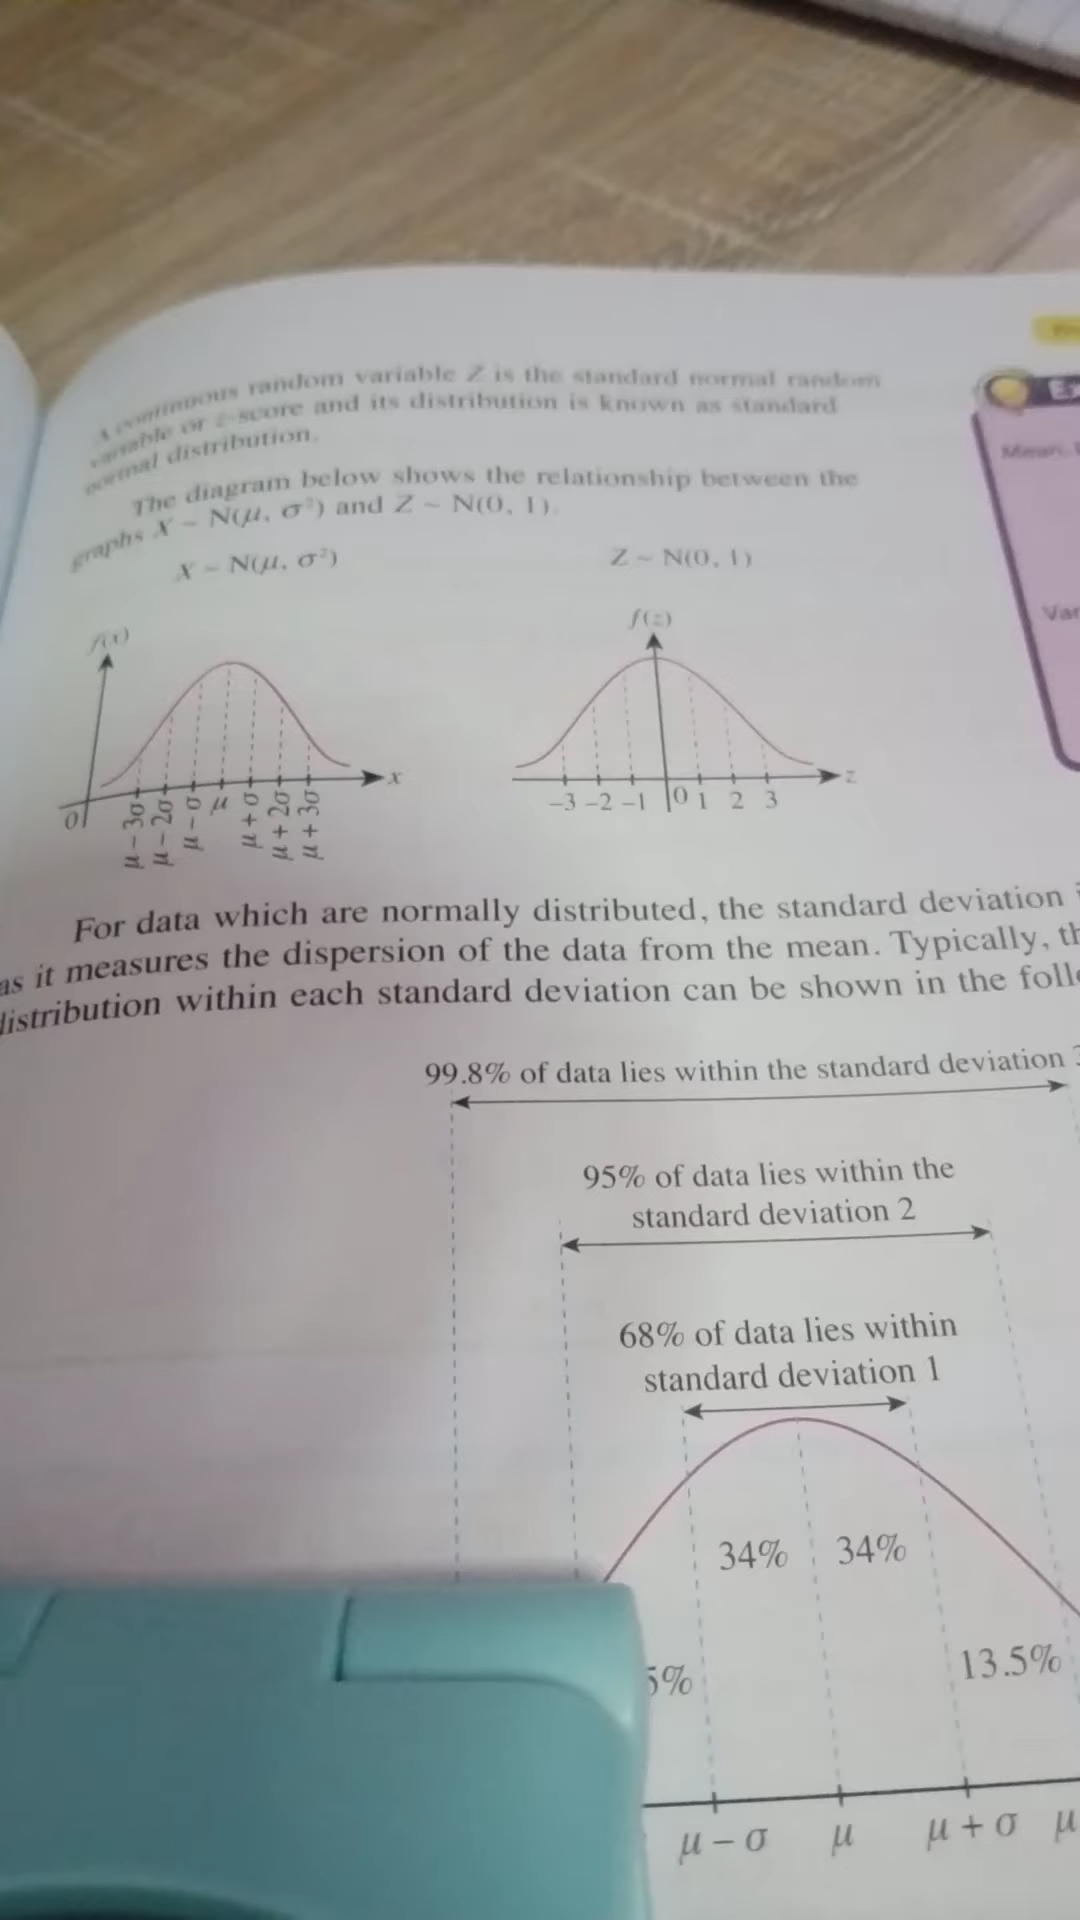 A continuous random variable Z is the standard normal random
variable or z-score and its distribution is known as standard
normal distribution.
The diagram below shows the relationship between the
graphs X ~ N(μ, σ²) and Z ~ N(0, 1).
X ~ N(μ, σ²)
Z ~ N(0, 1)
f(x)
f(z)
x
z
0
μ − 3σ
μ − 2σ
μ − σ
μ
μ + σ
μ + 2σ
μ + 3σ
−3 −2 −1 0 1 2 3
Ex
Mean,
Var
For data which are normally distributed, the standard deviation
as it measures the dispersion of the data from the mean. Typically, th
distribution within each standard deviation can be shown in the follo
99.8% of data lies within the standard deviation 3
95% of data lies within the
standard deviation 2
68% of data lies within
standard deviation 1
34% 34%
5% 13.5%
μ − σ μ μ + σ μ